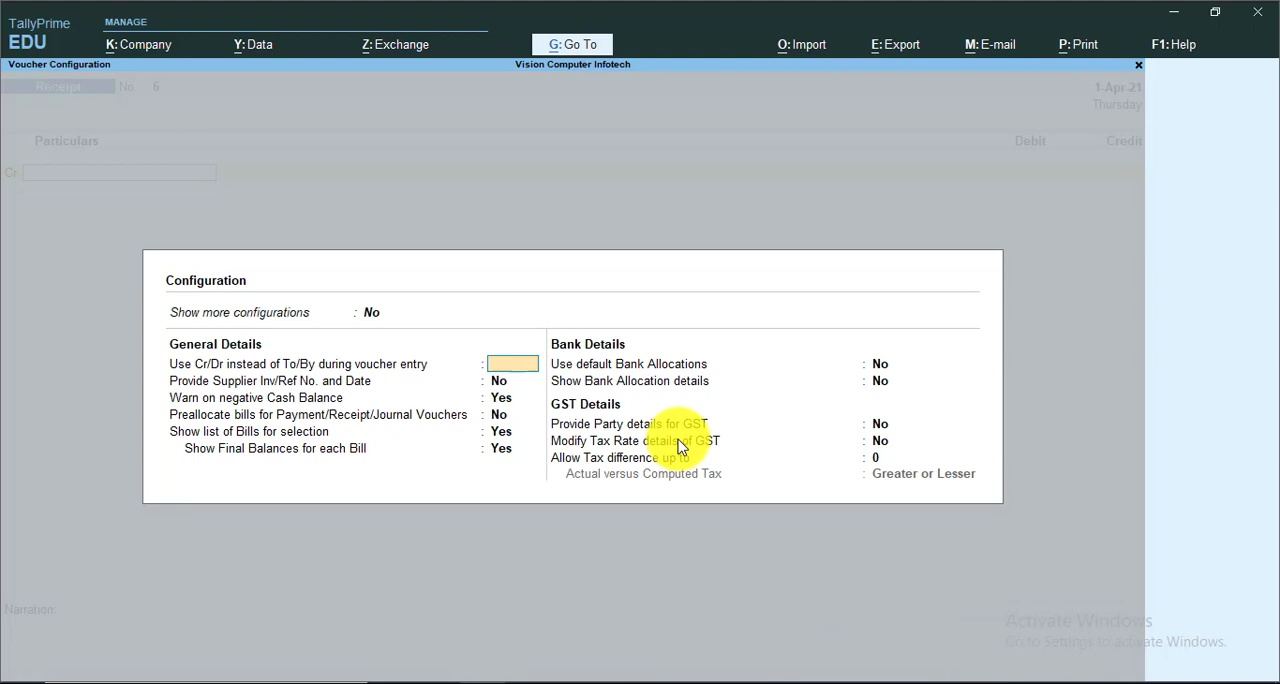 TallyPrime
EDU
MANAGE
K: Company
Y: Data
Z: Exchange
G: Go To
O: Import
E: Export
M: E-mail
P: Print
F1: Help
Voucher Configuration
Vision Computer Infotech
x
Receipt No. 6
1-Apr-21
Thursday
Particulars
Debit
Credit
Cr
Configuration
Show more configurations : No
General Details
Use Cr/Dr instead of To/By during voucher entry :
Provide Supplier Inv/Ref No. and Date : No
Warn on negative Cash Balance : Yes
Preallocate bills for Payment/Receipt/Journal Vouchers : No
Show list of Bills for selection : Yes
Show Final Balances for each Bill : Yes
Bank Details
Use default Bank Allocations : No
Show Bank Allocation details : No
GST Details
Provide Party details for GST : No
Modify Tax Rate details of GST : No
Allow Tax difference up to : 0
Actual versus Computed Tax : Greater or Lesser
Narration:
Activate Windows
Go to Settings to activate Windows.